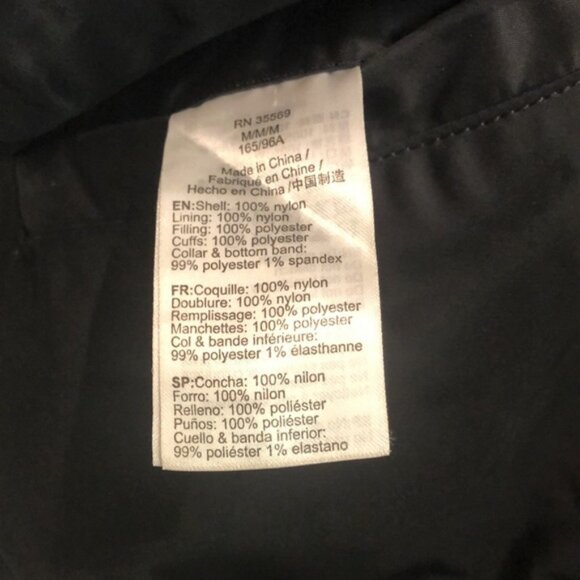 RN 35569
M/M/M
165/96A
Made in China /
Fabriqué en Chine /
Hecho en China /中国制造
EN:Shell: 100% nylon
Lining: 100% nylon
Filling: 100% polyester
Cuffs: 100% polyester
Collar & bottom band:
99% polyester 1% spandex
FR:Coquille: 100% nylon
Doublure: 100% nylon
Remplissage: 100% polyester
Manchettes: 100% polyester
Col & bande inférieure:
99% polyester 1% élasthanne
SP:Concha: 100% nilon
Forro: 100% nilon
Relleno: 100% poliéster
Puños: 100% poliéster
Cuello & banda inferior:
99% poliéster 1% elastano